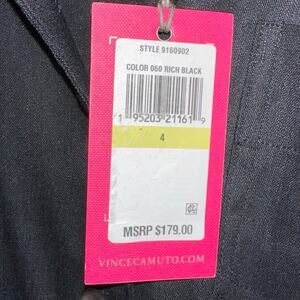 STYLE 9160902
COLOR 060 RICH BLACK
1 95203 21161 9
4
MSRP $179.00
VINCECAMUTO.COM